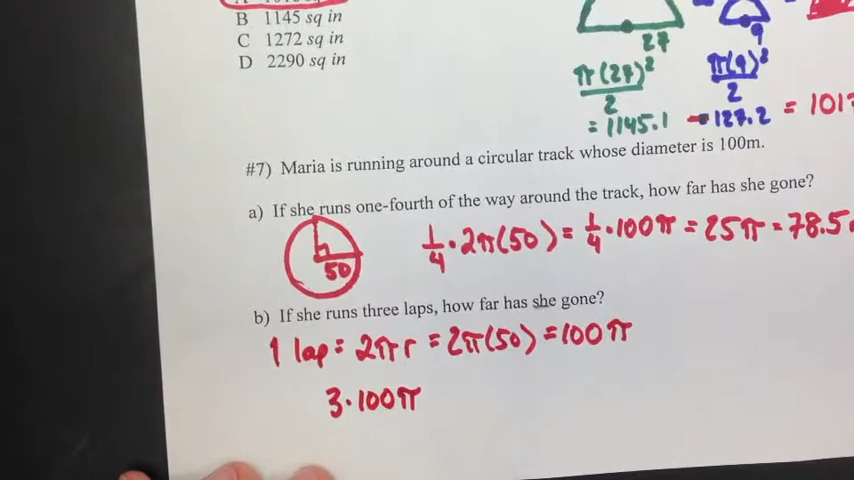 B 1145 sq in
C 1272 sq in
D 2290 sq in
27
9
π(27)²/2
π(9)²/2
= 1145.1 - 127.2 = 101
#7) Maria is running around a circular track whose diameter is 100m.
a) If she runs one-fourth of the way around the track, how far has she gone?
50
1/4 · 2π(50) = 1/4 · 100π = 25π = 78.5
b) If she runs three laps, how far has she gone?
1 lap = 2πr = 2π(50) = 100π
3·100π